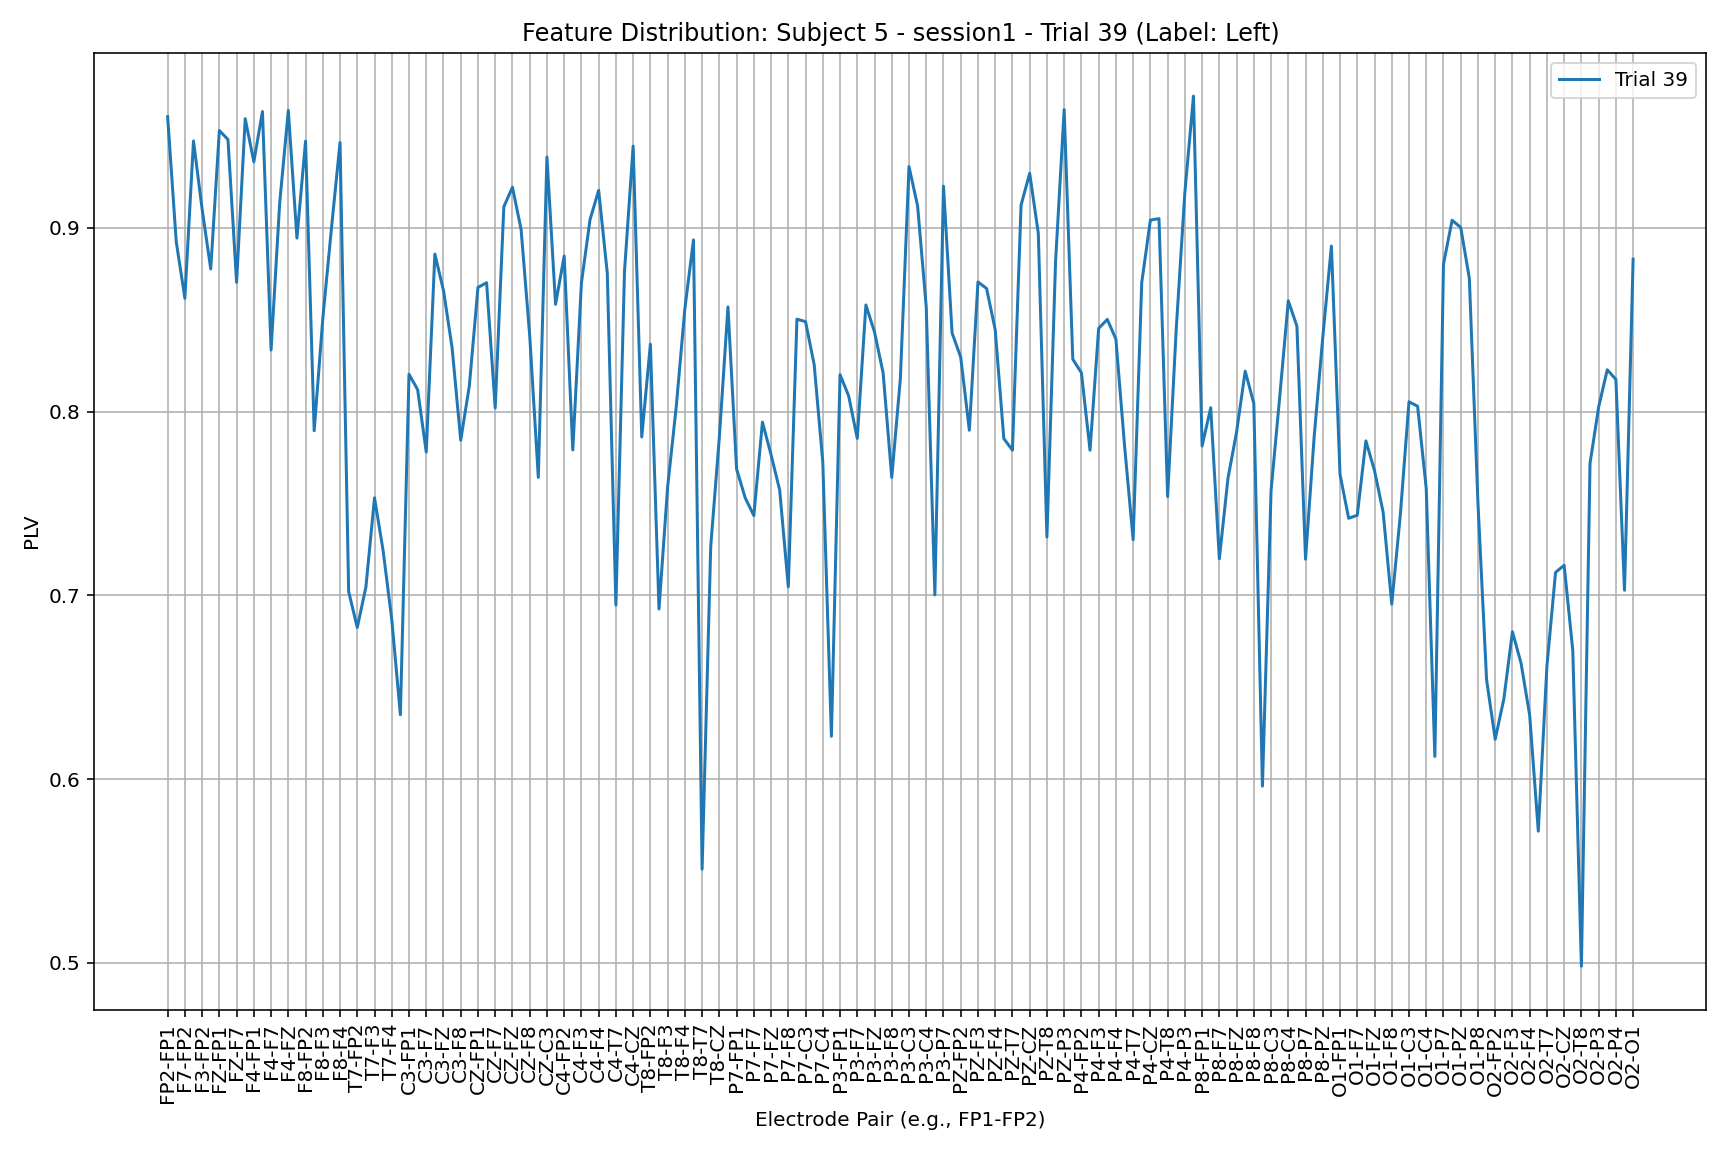 Feature Distribution: Subject 5 - session1 - Trial 39 (Label: Left)
Trial 39
PLV
0.9
0.8
0.7
0.6
0.5
FP2-FP1
F7-FP2
F3-FP2
FZ-FP1
FZ-F7
F4-FP1
F4-F7
F4-FZ
F8-FP2
F8-F3
F8-F4
T7-FP2
T7-F3
T7-F4
C3-FP1
C3-F7
C3-FZ
C3-F8
CZ-FP1
CZ-F7
CZ-FZ
CZ-F8
CZ-C3
C4-FP2
C4-F3
C4-F4
C4-T7
C4-CZ
T8-FP2
T8-F3
T8-F4
T8-T7
T8-CZ
P7-FP1
P7-F7
P7-FZ
P7-F8
P7-C3
P7-C4
P3-FP1
P3-F7
P3-FZ
P3-F8
P3-C3
P3-C4
P3-P7
PZ-FP2
PZ-F3
PZ-F4
PZ-T7
PZ-CZ
PZ-T8
PZ-P3
P4-FP2
P4-F3
P4-F4
P4-T7
P4-CZ
P4-T8
P4-P3
P8-FP1
P8-F7
P8-FZ
P8-F8
P8-C3
P8-C4
P8-P7
P8-PZ
O1-FP1
O1-F7
O1-FZ
O1-F8
O1-C3
O1-C4
O1-P7
O1-PZ
O1-P8
O2-FP2
O2-F3
O2-F4
O2-T7
O2-CZ
O2-T8
O2-P3
O2-P4
O2-O1
Electrode Pair (e.g., FP1-FP2)